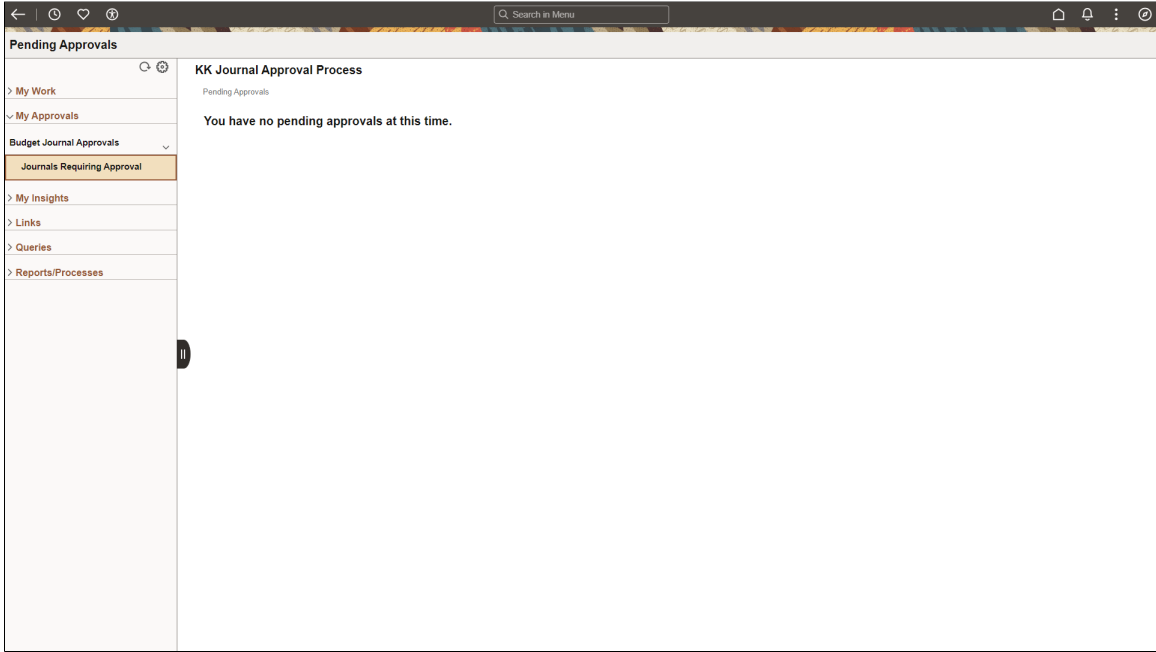 Search in Menu
Pending Approvals
My Work
My Approvals
Budget Journal Approvals
Journals Requiring Approval
My Insights
Links
Queries
Reports/Processes
KK Journal Approval Process
Pending Approvals
You have no pending approvals at this time.